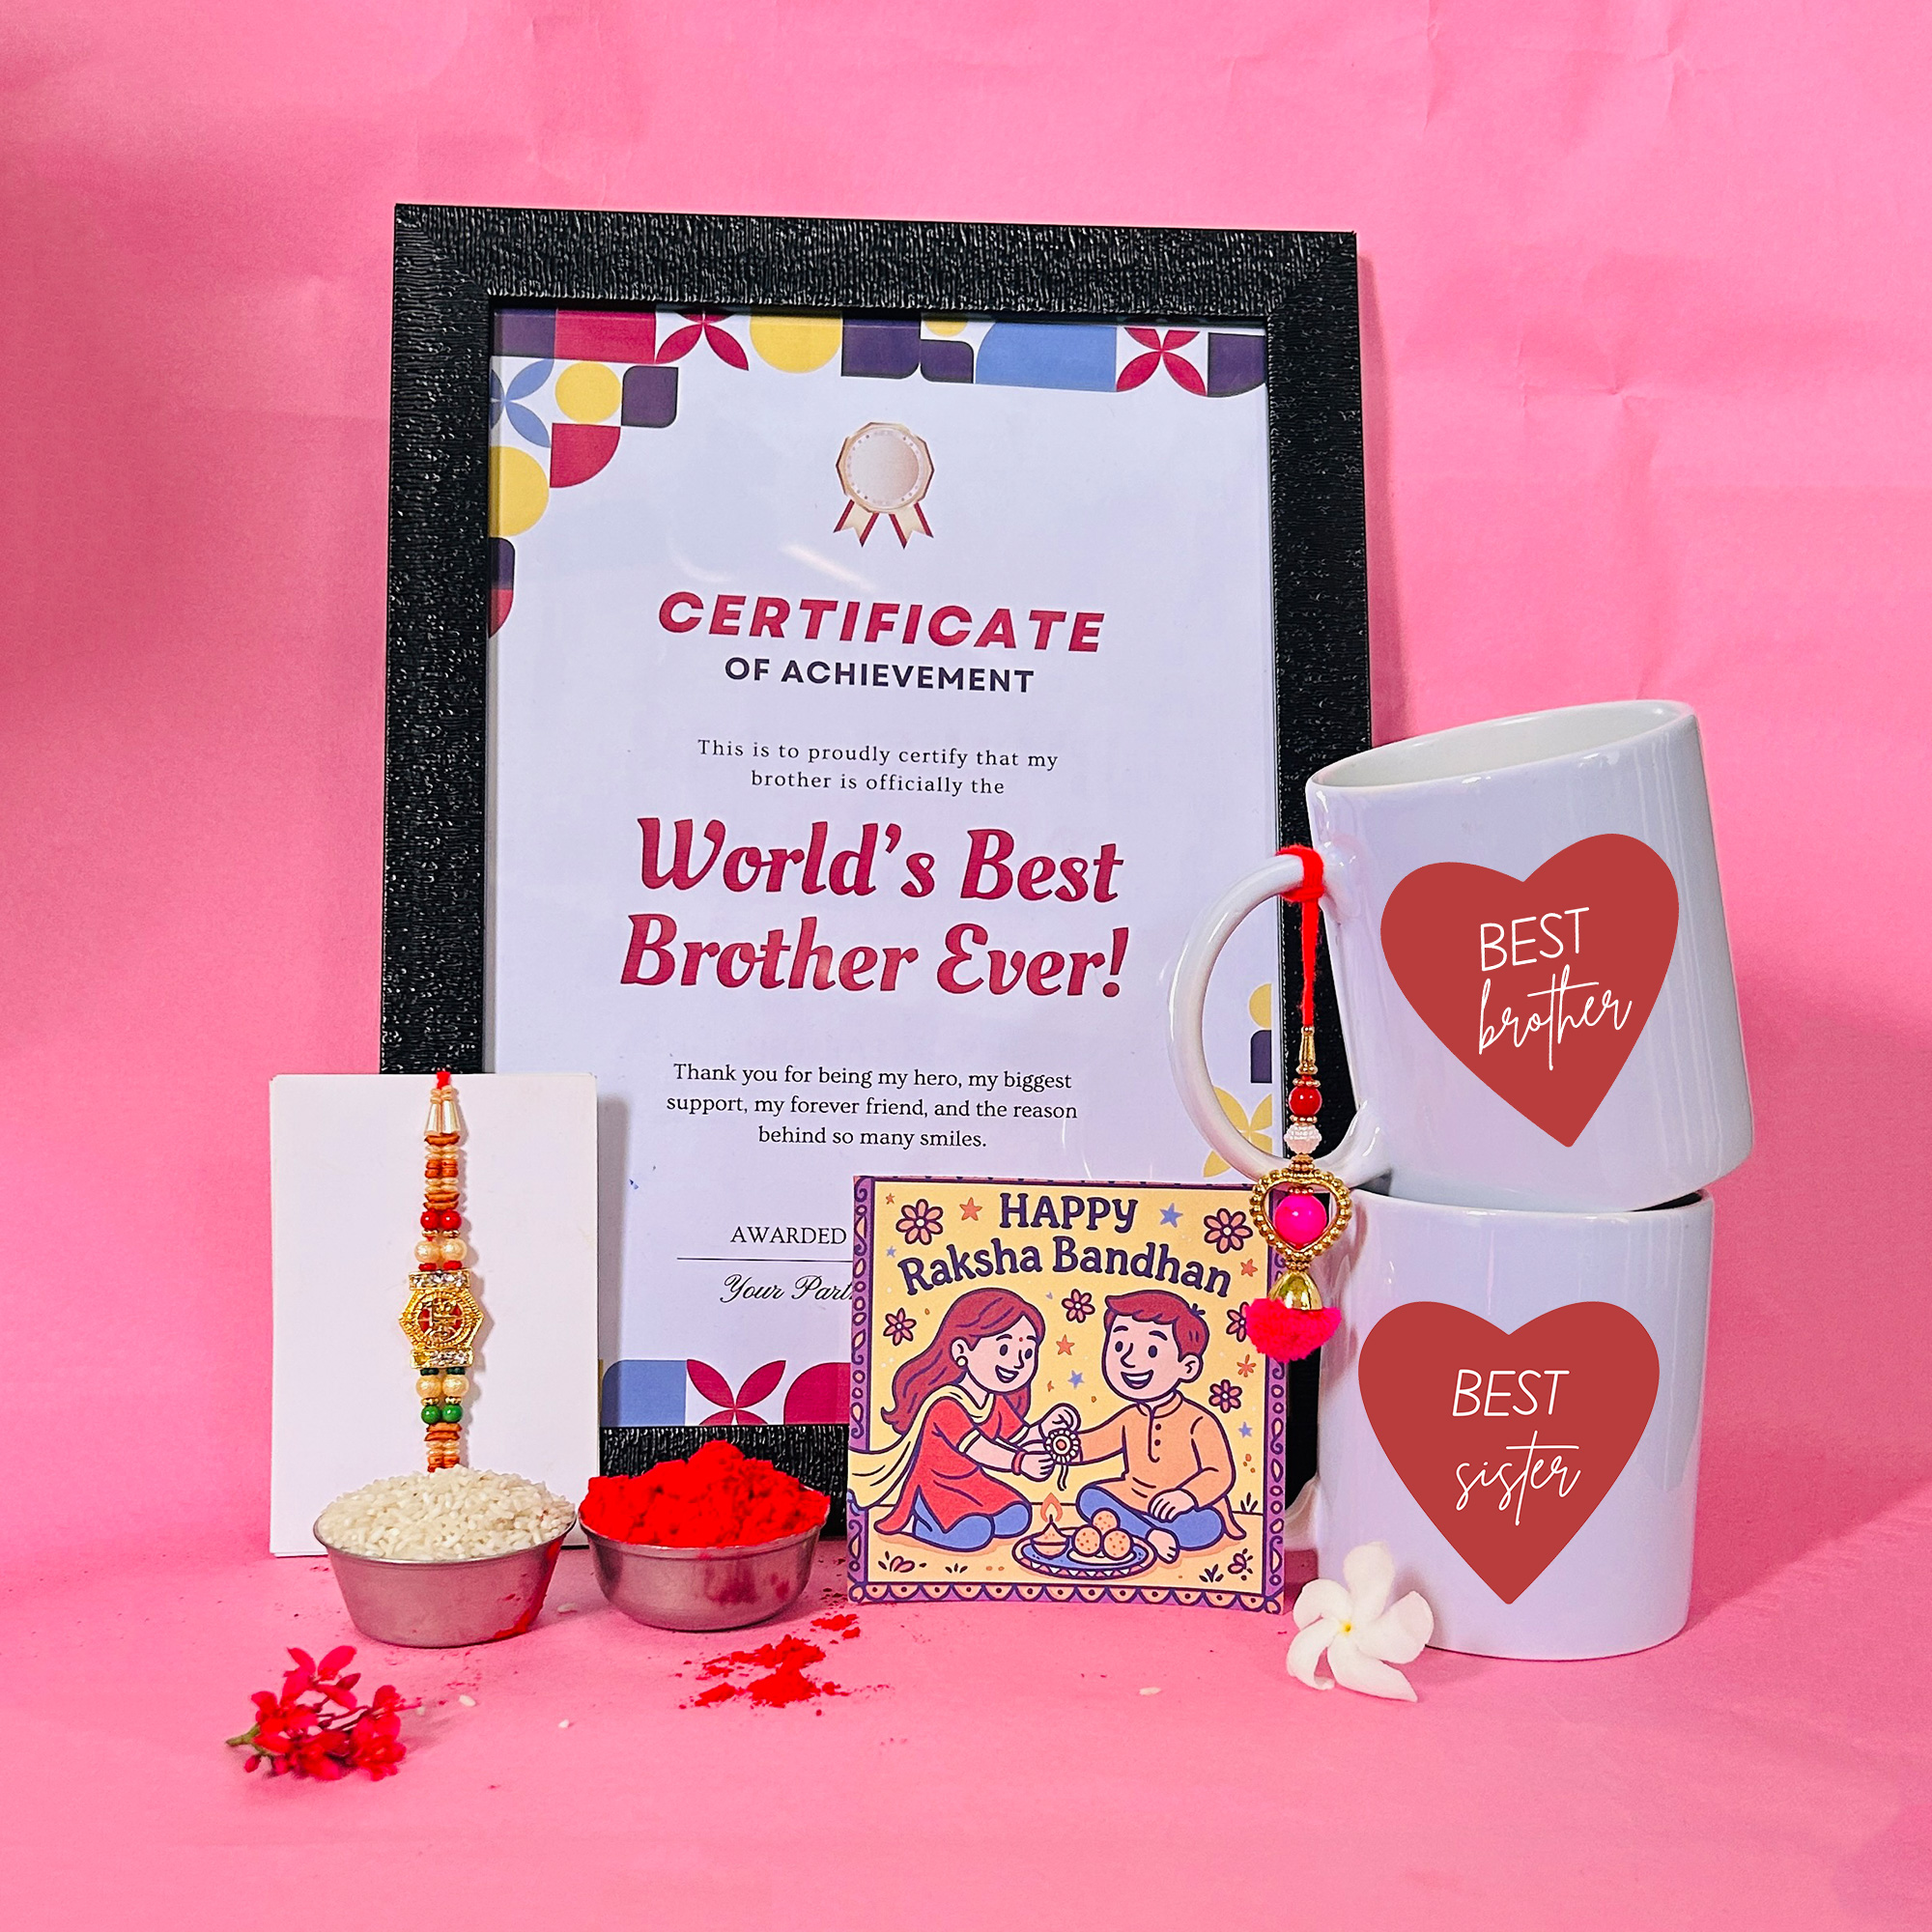 CERTIFICATE
OF ACHIEVEMENT
This is to proudly certify that my
brother is officially the
World's Best
Brother Ever!
Thank you for being my hero, my biggest
support, my forever friend, and the reason
behind so many smiles.
AWARDED
Your
HAPPY
Raksha Bandhan
BEST
brother
BEST
sister